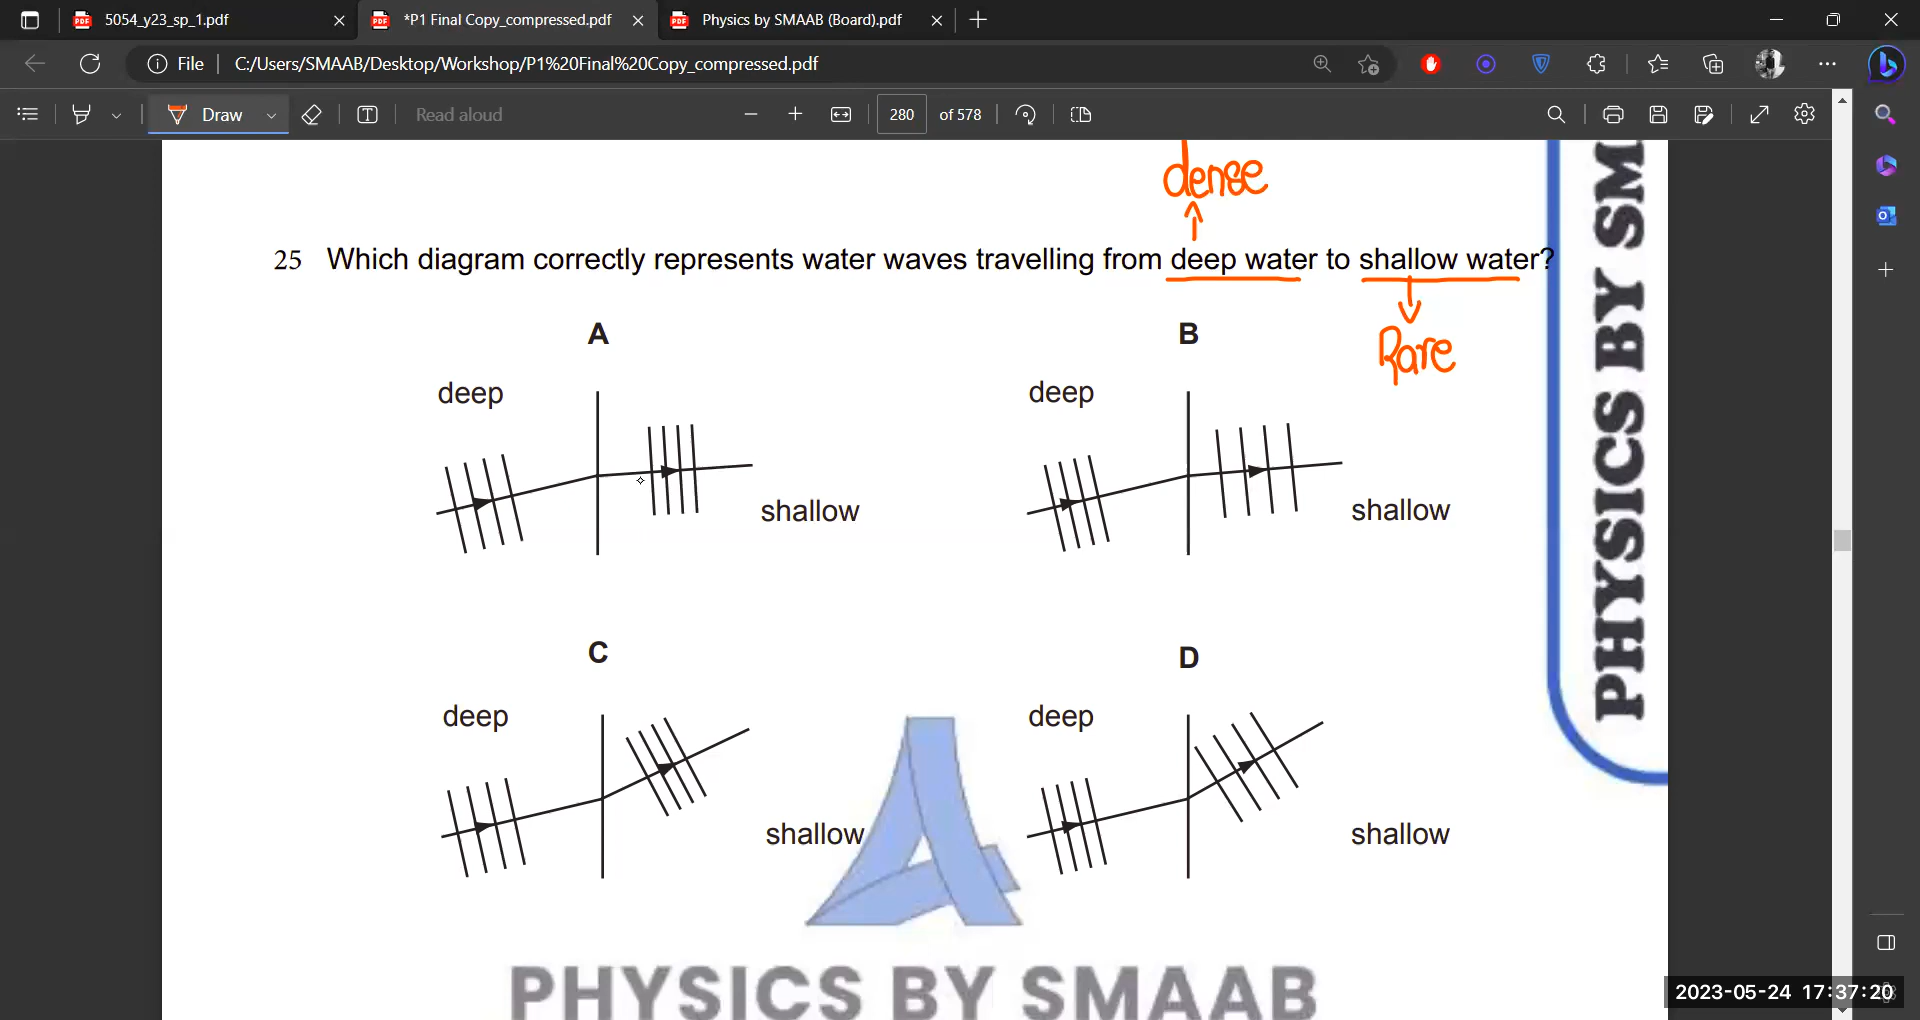 5054_y23_sp_1.pdf
*P1 Final Copy_compressed.pdf
Physics by SMAAB (Board).pdf
File
C:/Users/SMAAB/Desktop/Workshop/P1%20Final%20Copy_compressed.pdf
Draw
Read aloud
280 of 578
dense
25 Which diagram correctly represents water waves travelling from deep water to shallow water?
Rare
A
B
deep
deep
shallow
shallow
C
D
deep
deep
shallow
shallow
PHYSICS BY SMAAB
PHYSICS BY SM
2023-05-24 17:37:20